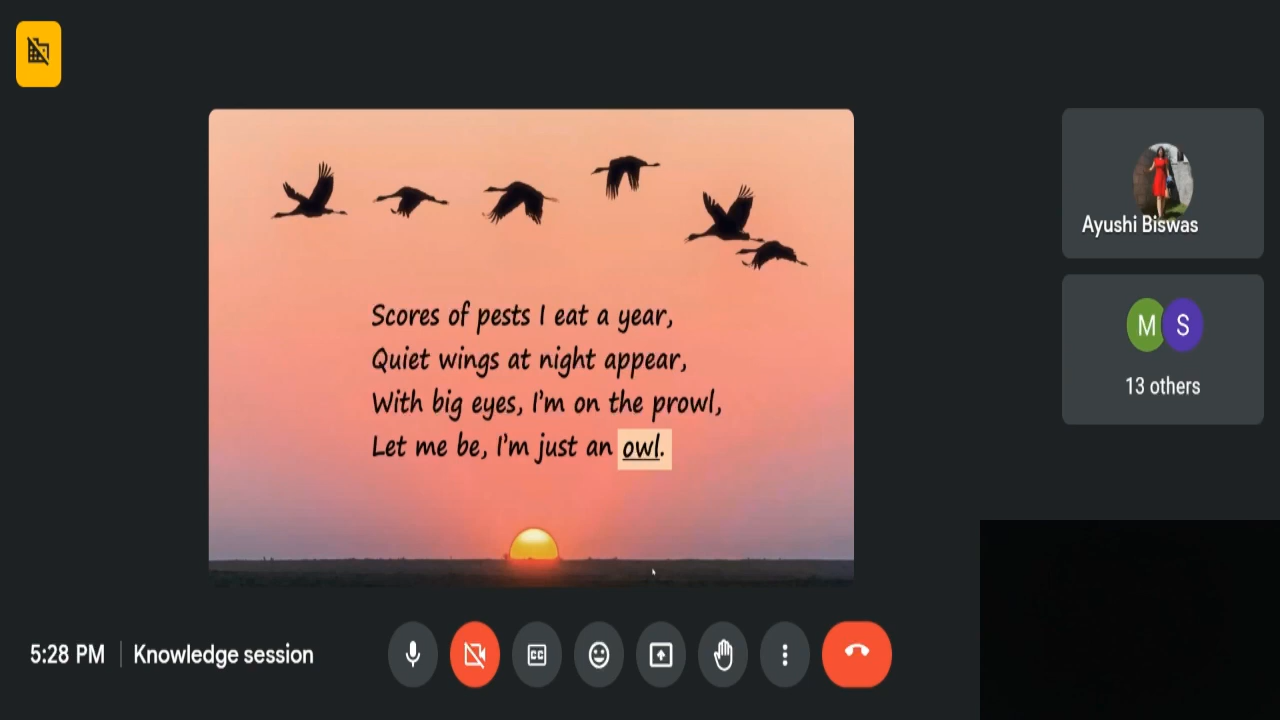 Scores of pests I eat a year,
Quiet wings at night appear,
With big eyes, I'm on the prowl,
Let me be, I'm just an owl.
Ayushi Biswas
M S
13 others
5:28 PM | Knowledge session
CC